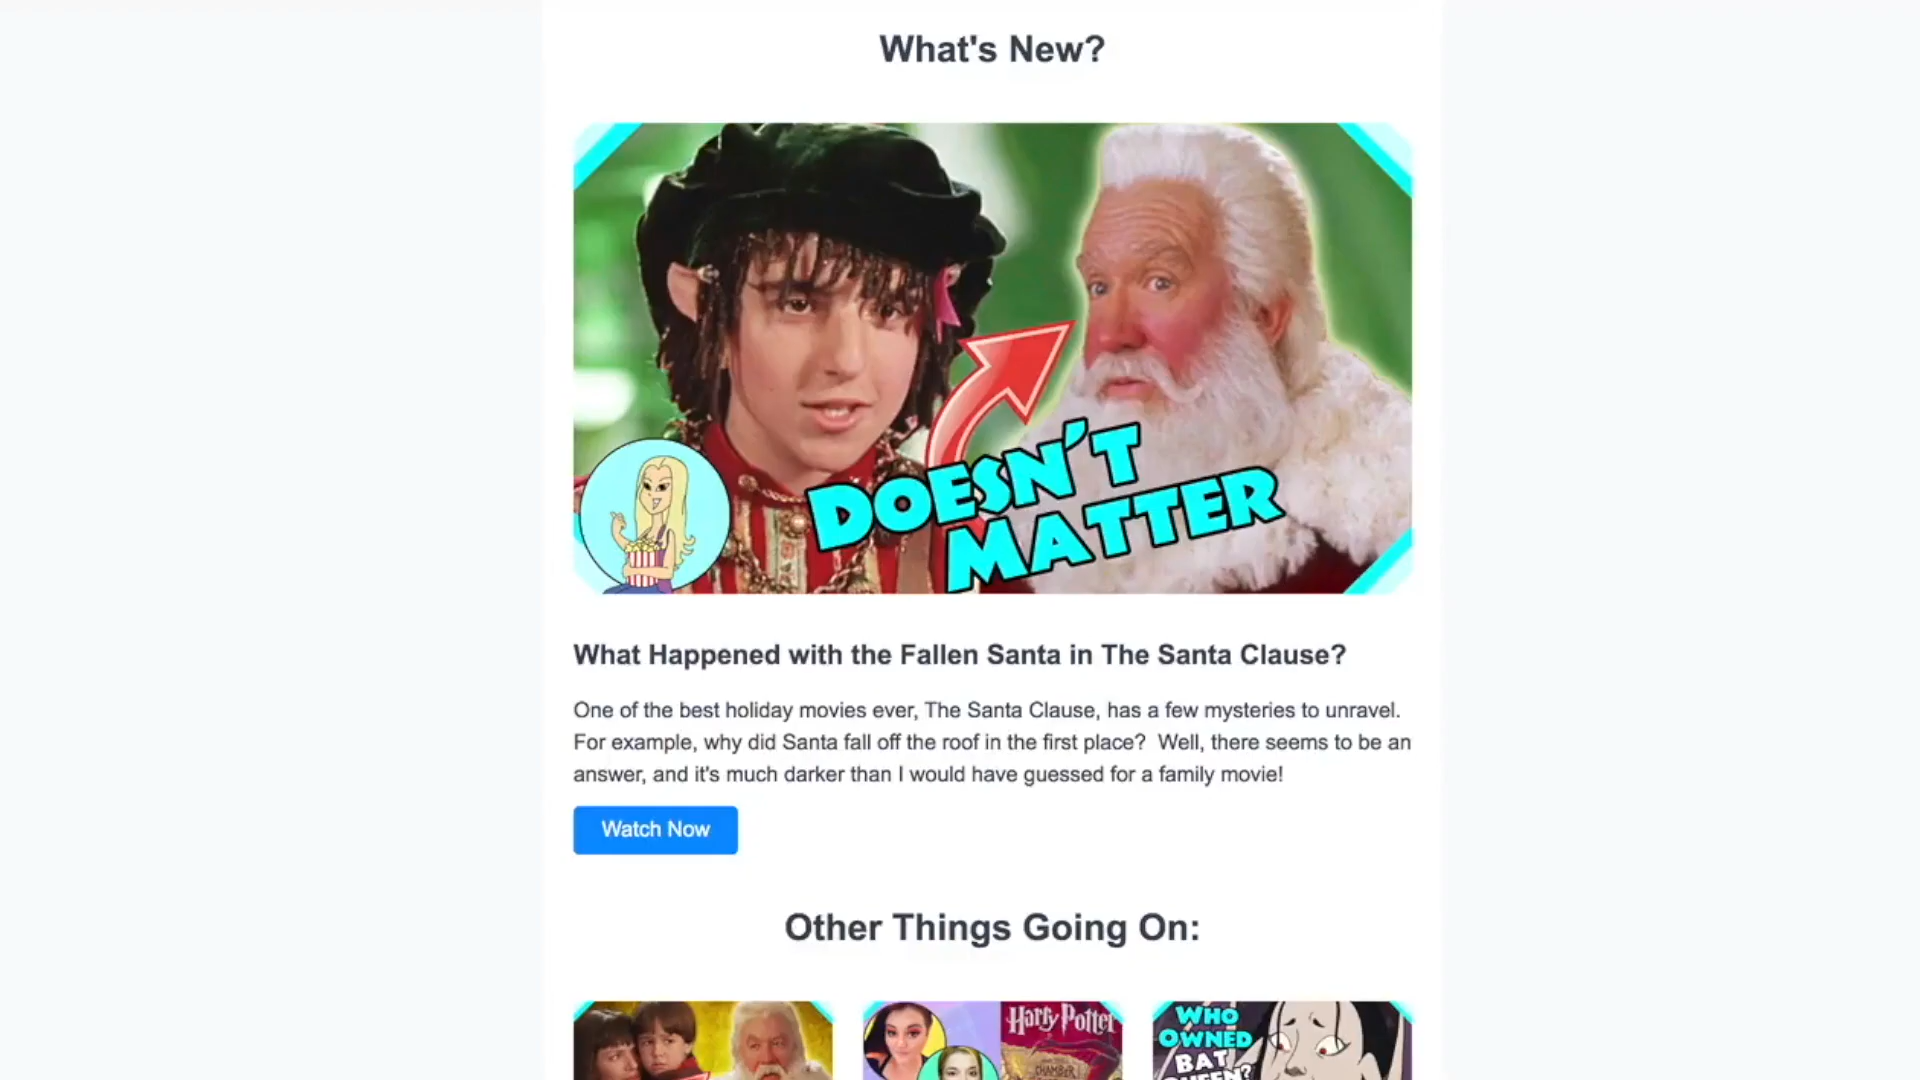 What's New?
DOESN'T
MATTER
What Happened with the Fallen Santa in The Santa Clause?
One of the best holiday movies ever, The Santa Clause, has a few mysteries to unravel.
For example, why did Santa fall off the roof in the first place?  Well, there seems to be an
answer, and it's much darker than I would have guessed for a family movie!
Watch Now
Other Things Going On:
Harry Potter
CHAMBER
WHO
OWNED
BAT
QUEEN?